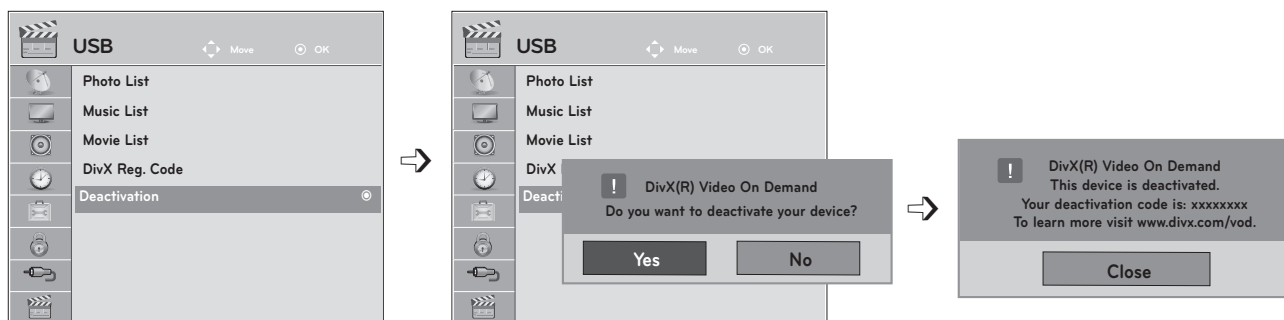 USB Move OK
Photo List
Music List
Movie List
DivX Reg. Code
Deactivation
USB Move OK
Photo List
Music List
Movie List
DivX
Deacti
! DivX(R) Video On Demand
Do you want to deactivate your device?
Yes No
! DivX(R) Video On Demand
This device is deactivated.
Your deactivation code is: xxxxxxxx
To learn more visit www.divx.com/vod.
Close